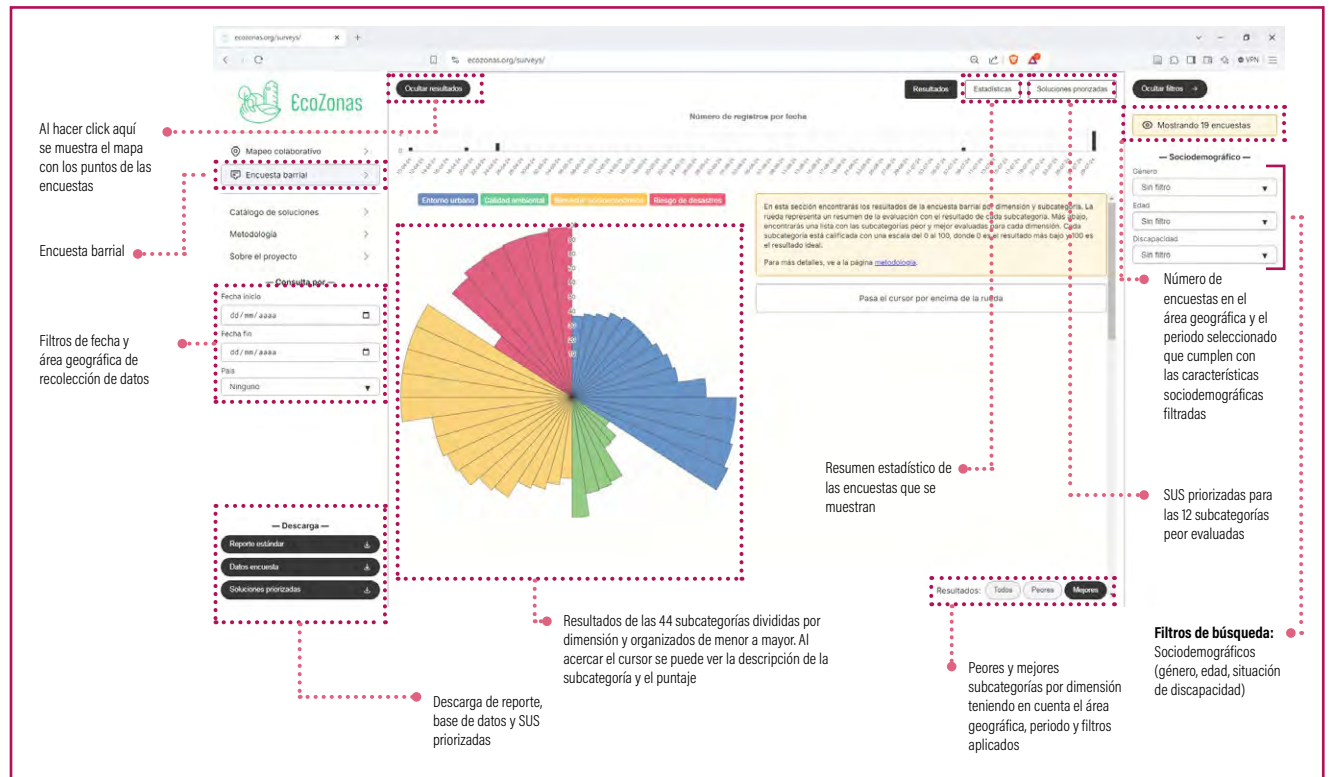 ecozonas.org/surveys/
ecozonas.org/surveys/
VPN
EcoZonas
Ocultar resultados
Resultados
Estadísticas
Soluciones priorizadas
Ocultar filtros →
Número de registros por fecha
Mostrando 19 encuestas
Al hacer click aquí
se muestra el mapa
con los puntos de las
encuestas
Mapeo colaborativo
Encuesta barrial
— Sociodemográfico —
Género
Sin filtro
Edad
Sin filtro
Discapacidad
Sin filtro
Encuesta barrial
Catálogo de soluciones
Metodología
Sobre el proyecto
— Consulta por —
Fecha inicio
dd/mm/aaaa
Fecha fin
dd/mm/aaaa
País
Ninguno
Filtros de fecha y
área geográfica de
recolección de datos
Entorno urbano
Calidad ambiental
Bienestar socioeconómico
Riesgo de desastres
En esta sección encontrarás los resultados de la encuesta barrial por dimensión y subcategoría. La
rueda representa un resumen de la evaluación con el resultado de cada subcategoría. Más abajo,
encontrarás una lista con las subcategorías peor y mejor evaluadas para cada dimensión. Cada
subcategoría está calificada con una escala del 0 al 100, donde 0 es el resultado más bajo y 100 es
el resultado ideal.
Para más detalles, ve a la página metodología.
Pasa el cursor por encima de la rueda
Número de
encuestas en el
área geográfica y el
periodo seleccionado
que cumplen con
las características
sociodemográficas
filtradas
Resumen estadístico de
las encuestas que se
muestran
SUS priorizadas para
las 12 subcategorías
peor evaluadas
— Descarga —
Reporte estándar
Datos encuesta
Soluciones priorizadas
Resultados:
Todos
Peores
Mejores
Resultados de las 44 subcategorías divididas por
dimensión y organizados de menor a mayor. Al
acercar el cursor se puede ver la descripción de la
subcategoría y el puntaje
Filtros de búsqueda:
Sociodemográficos
(género, edad, situación
de discapacidad)
Peores y mejores
subcategorías por dimensión
teniendo en cuenta el área
geográfica, periodo y filtros
aplicados
Descarga de reporte,
base de datos y SUS
priorizadas